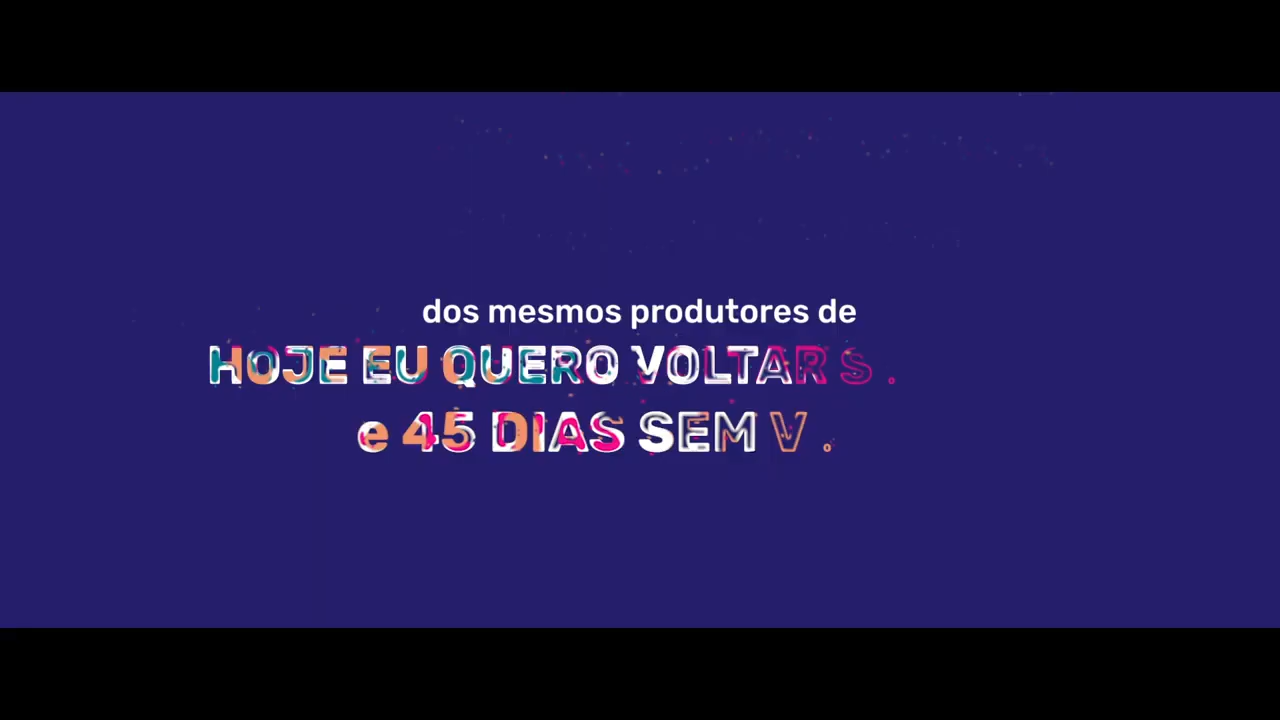 dos mesmos produtores de
HOJE EU QUERO VOLTAR S .
e 45 DIAS SEM V .